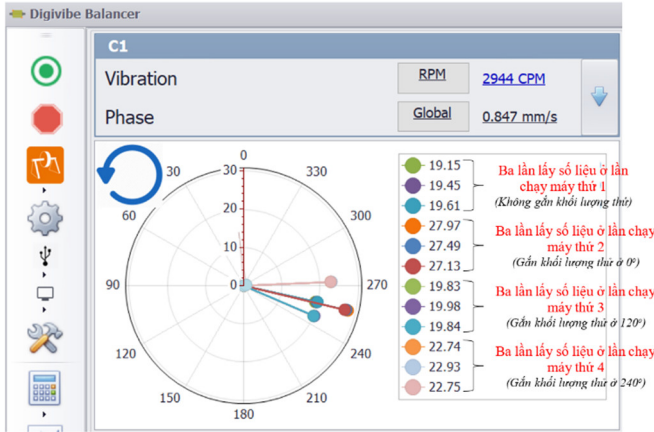 Digivibe Balancer
C1
Vibration
RPM
2944 CPM
Phase
Global
0.847 mm/s
0
30
330
60
300
90
270
120
240
150
210
180
30
20
10
0
19.15
19.45
19.61
Ba lần lấy số liệu ở lần
chạy máy thứ 1
(Không gắn khối lượng thử)
27.97
27.49
27.13
Ba lần lấy số liệu ở lần chạy
máy thứ 2
(Gắn khối lượng thử ở 0º)
19.83
19.98
19.84
Ba lần lấy số liệu ở lần chạy
máy thứ 3
(Gắn khối lượng thử ở 120º)
22.74
22.93
22.75
Ba lần lấy số liệu ở lần chạy
máy thứ 4
(Gắn khối lượng thử ở 240º)